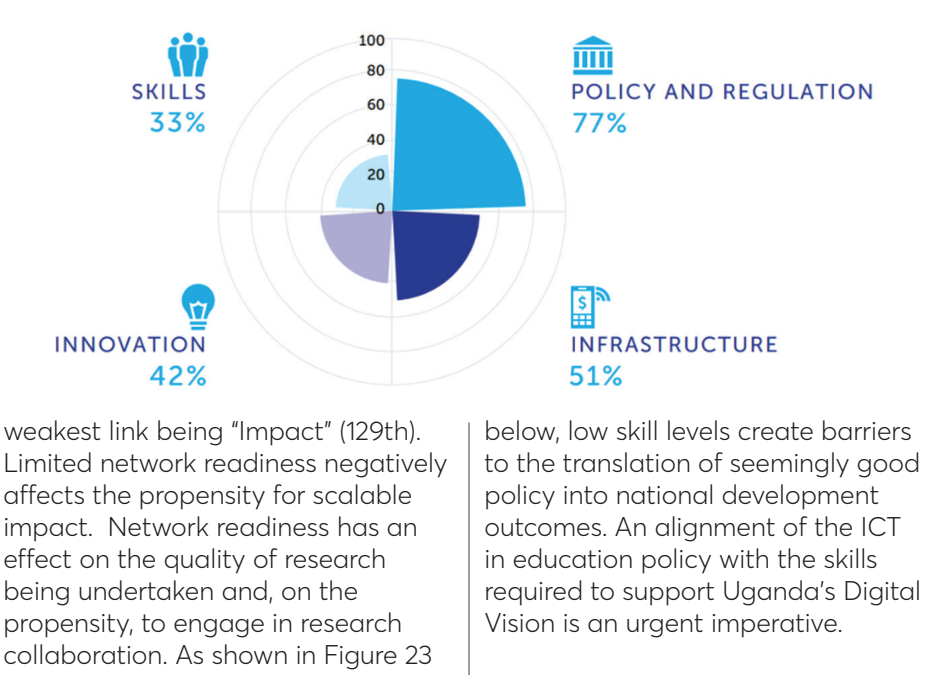 SKILLS
33%
100
80
60
40
20
0
POLICY AND REGULATION
77%
INNOVATION
42%
$
INFRASTRUCTURE
51%
weakest link being “Impact” (129th).
Limited network readiness negatively
affects the propensity for scalable
impact.  Network readiness has an
effect on the quality of research
being undertaken and, on the
propensity, to engage in research
collaboration. As shown in Figure 23
below, low skill levels create barriers
to the translation of seemingly good
policy into national development
outcomes. An alignment of the ICT
in education policy with the skills
required to support Uganda’s Digital
Vision is an urgent imperative.